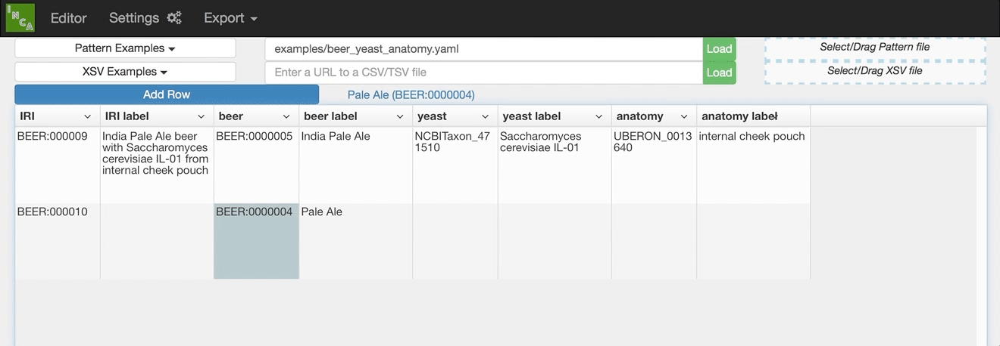 INCA Editor Settings Export
Pattern Examples examples/beer_yeast_anatomy.yaml Load Select/Drag Pattern file
XSV Examples Enter a URL to a CSV/TSV file Load Select/Drag XSV file
Add Row Pale Ale (BEER:0000004)
IRI IRI label beer beer label yeast yeast label anatomy anatomy label
BEER:000009 India Pale Ale beer BEER:0000005 India Pale Ale NCBITaxon_47 Saccharomyces UBERON_0013 internal cheek pouch
with Saccharomyces 1510 cerevisiae IL-01 640
cerevisiae IL-01 from
internal cheek pouch
BEER:000010 BEER:0000004 Pale Ale